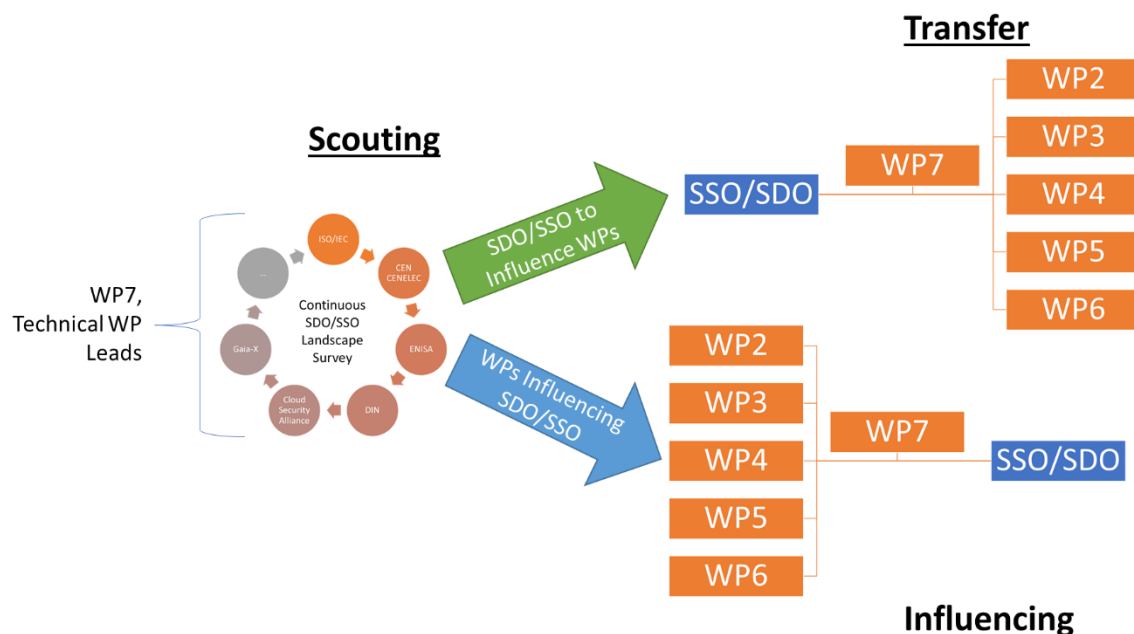 Transfer
WP2
WP3
WP7
SSO/SDO
WP4
WP5
WP6
Scouting
SDO/SSO to
Influence WPs
WP7,
Technical WP
Leads
ISO/IEC
CEN
CENELEC
ENISA
DIN
Cloud
Security
Alliance
Gaia-X
...
Continuous
SDO/SSO
Landscape
Survey
WPs Influencing
SDO/SSO
WP2
WP3
WP4
WP5
WP6
WP7
SSO/SDO
Influencing